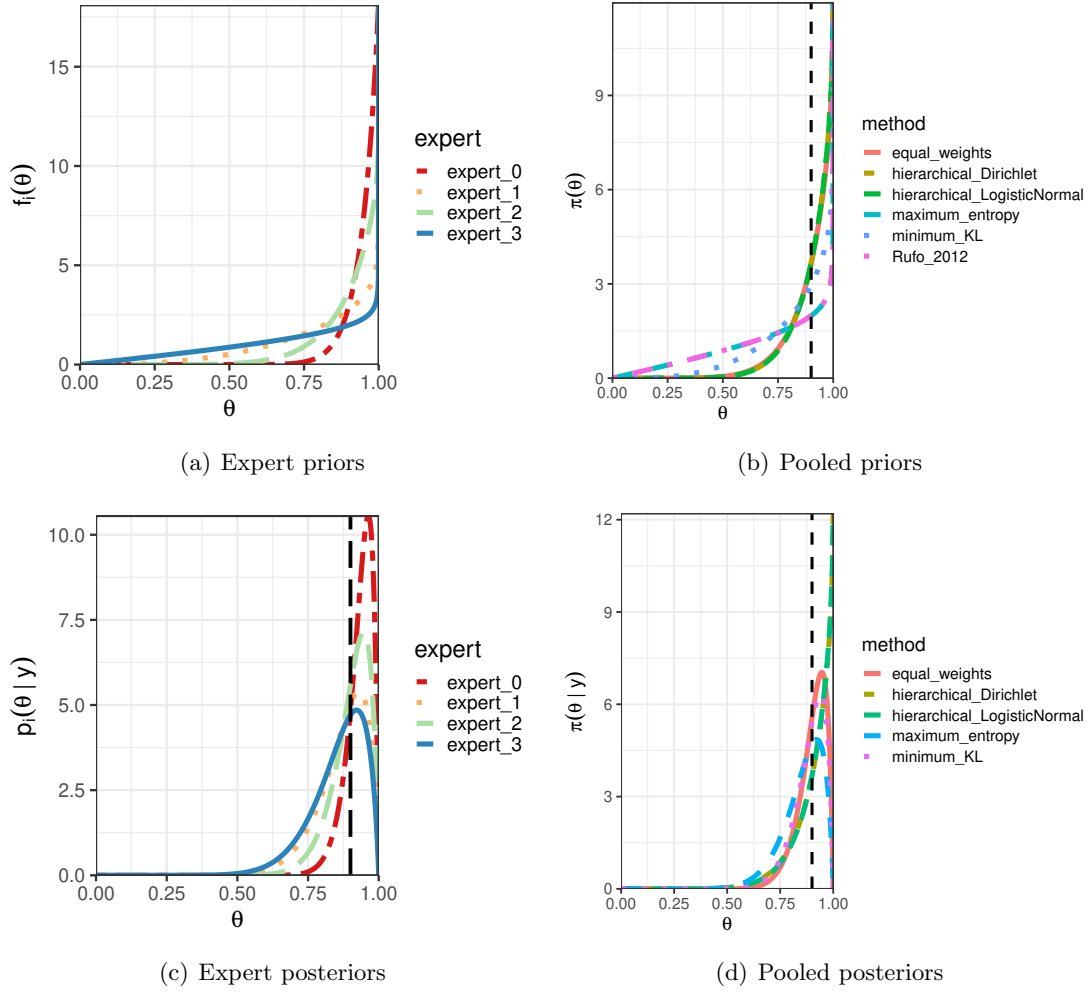 fᵢ(θ)
15
10
5
0
0.00 0.25 0.50 0.75 1.00
θ
expert
expert_0
expert_1
expert_2
expert_3
(a) Expert priors
π(θ)
9
6
3
0
0.00 0.25 0.50 0.75 1.00
θ
method
equal_weights
hierarchical_Dirichlet
hierarchical_LogisticNormal
maximum_entropy
minimum_KL
Rufo_2012
(b) Pooled priors
pᵢ(θ | y)
10.0
7.5
5.0
2.5
0.0
0.00 0.25 0.50 0.75 1.00
θ
expert
expert_0
expert_1
expert_2
expert_3
(c) Expert posteriors
π(θ | y)
12
9
6
3
0
0.00 0.25 0.50 0.75 1.00
θ
method
equal_weights
hierarchical_Dirichlet
hierarchical_LogisticNormal
maximum_entropy
minimum_KL
(d) Pooled posteriors